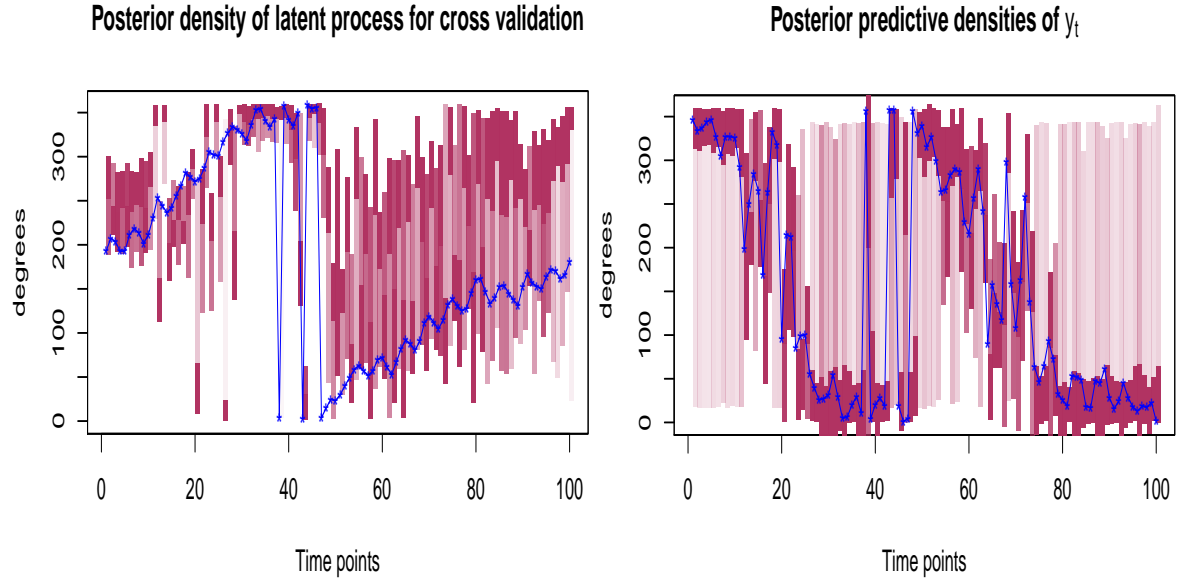 Posterior density of latent process for cross validation
degrees
0 100 200 300
0 20 40 60 80 100
Time points
Posterior predictive densities of y_t
degrees
0 100 200 300
0 20 40 60 80 100
Time points